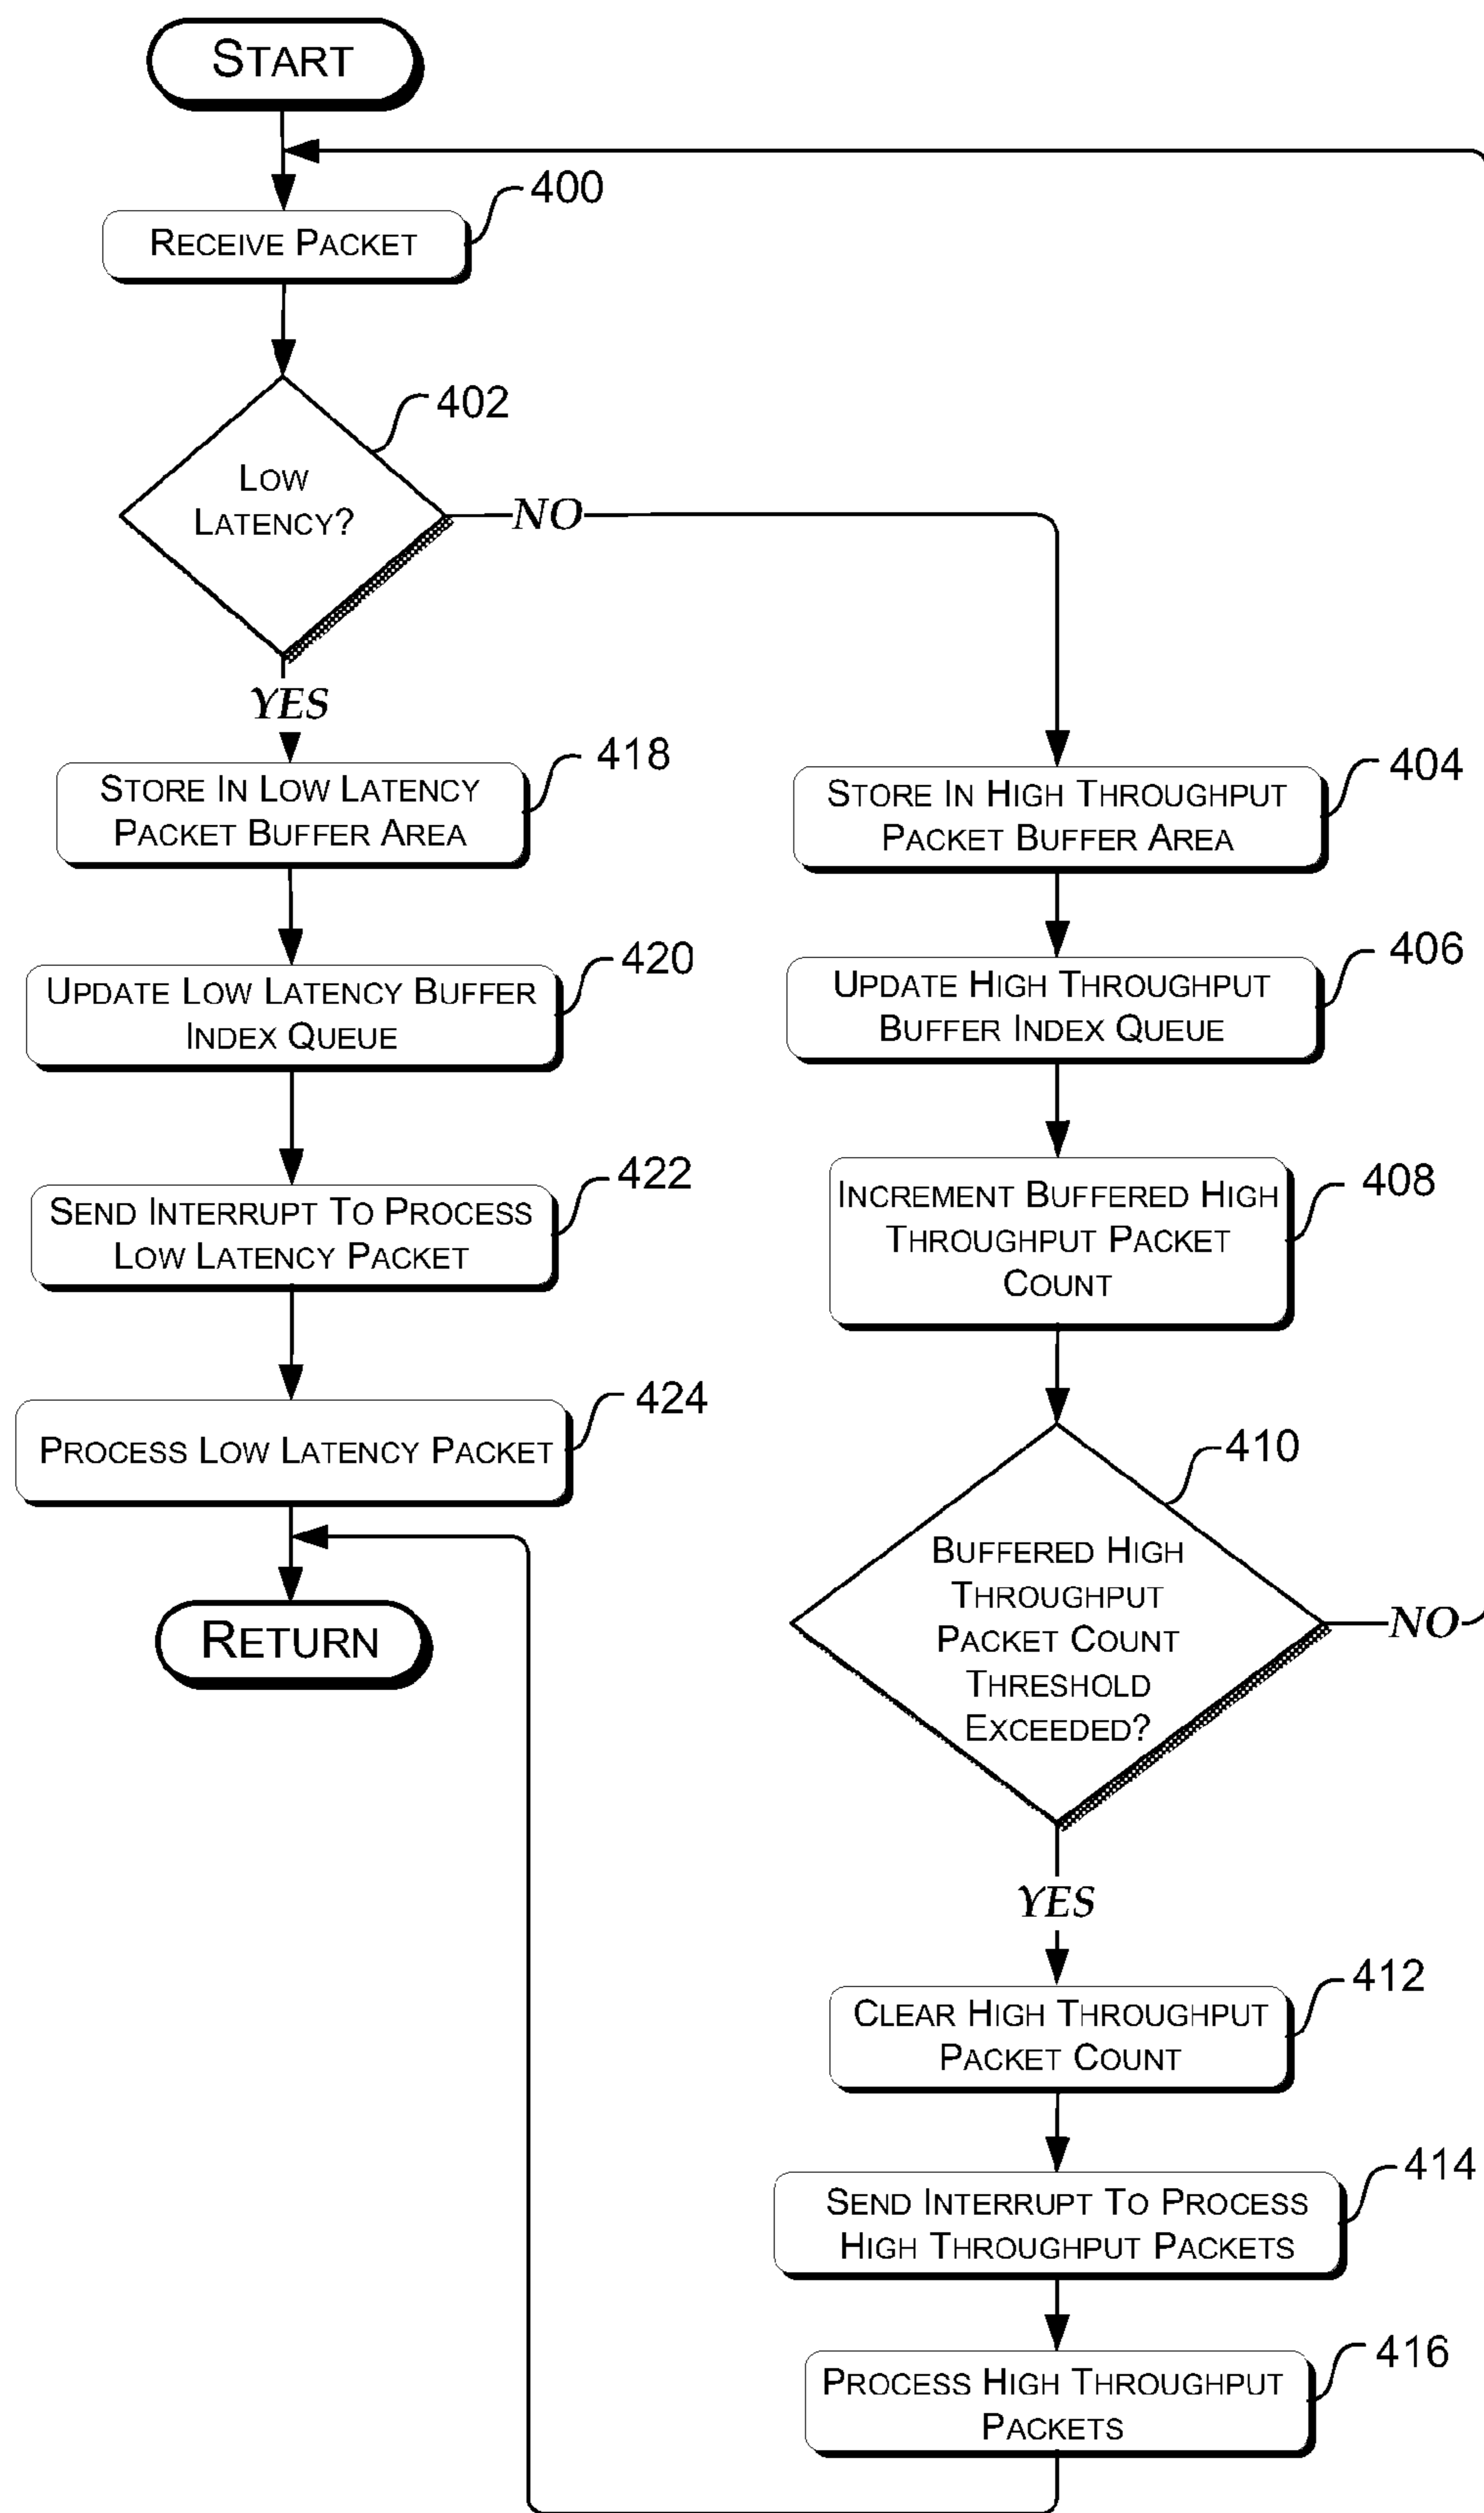 START
400
RECEIVE PACKET
402
LOW
LATENCY?
NO
YES
418
STORE IN LOW LATENCY
PACKET BUFFER AREA
420
UPDATE LOW LATENCY BUFFER
INDEX QUEUE
422
SEND INTERRUPT TO PROCESS
LOW LATENCY PACKET
424
PROCESS LOW LATENCY PACKET
RETURN
404
STORE IN HIGH THROUGHPUT
PACKET BUFFER AREA
406
UPDATE HIGH THROUGHPUT
BUFFER INDEX QUEUE
408
INCREMENT BUFFERED HIGH
THROUGHPUT PACKET
COUNT
410
BUFFERED HIGH
THROUGHPUT
PACKET COUNT
THRESHOLD
EXCEEDED?
NO
YES
412
CLEAR HIGH THROUGHPUT
PACKET COUNT
414
SEND INTERRUPT TO PROCESS
HIGH THROUGHPUT PACKETS
416
PROCESS HIGH THROUGHPUT
PACKETS